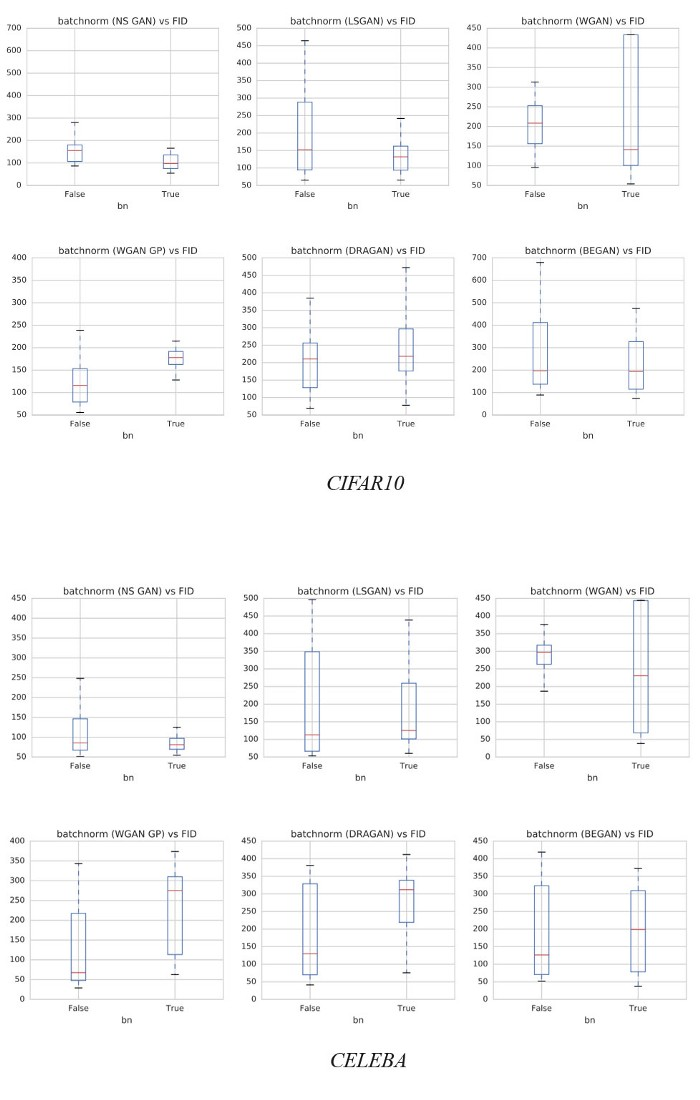 batchnorm (NS GAN) vs FID
700
600
500
400
300
200
100
0
False True
bn
batchnorm (LSGAN) vs FID
500
450
400
350
300
250
200
150
100
50
False True
bn
batchnorm (WGAN) vs FID
450
400
350
300
250
200
150
100
50
False True
bn
batchnorm (WGAN GP) vs FID
400
350
300
250
200
150
100
50
False True
bn
batchnorm (DRAGAN) vs FID
500
450
400
350
300
250
200
150
100
50
False True
bn
batchnorm (BEGAN) vs FID
700
600
500
400
300
200
100
0
False True
bn
CIFAR10
batchnorm (NS GAN) vs FID
450
400
350
300
250
200
150
100
50
False True
bn
batchnorm (LSGAN) vs FID
500
450
400
350
300
250
200
150
100
50
False True
bn
batchnorm (WGAN) vs FID
450
400
350
300
250
200
150
100
50
0
False True
bn
batchnorm (WGAN GP) vs FID
400
350
300
250
200
150
100
50
0
False True
bn
batchnorm (DRAGAN) vs FID
450
400
350
300
250
200
150
100
50
0
False True
bn
batchnorm (BEGAN) vs FID
450
400
350
300
250
200
150
100
50
0
False True
bn
CELEBA